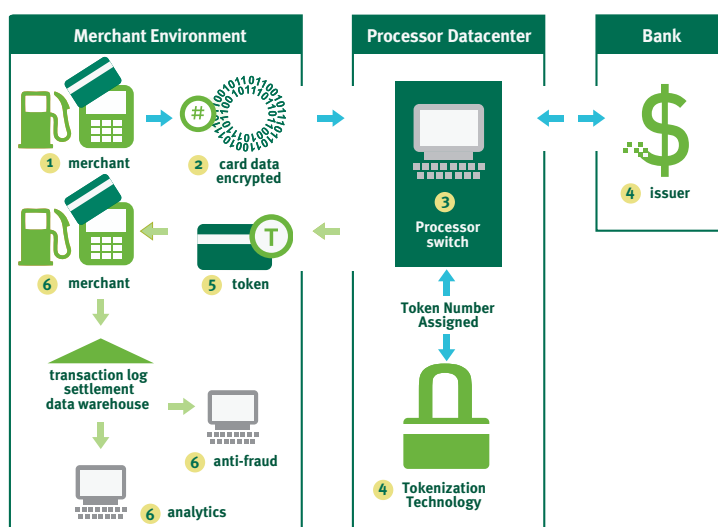 Merchant Environment
Processor Datacenter
Bank
#
1 merchant
2 card data
encrypted
3
Processor
switch
4 issuer
6 merchant
T
5 token
Token Number
Assigned
transaction log
settlement
data warehouse
6 anti-fraud
6 analytics
4 Tokenization
Technology